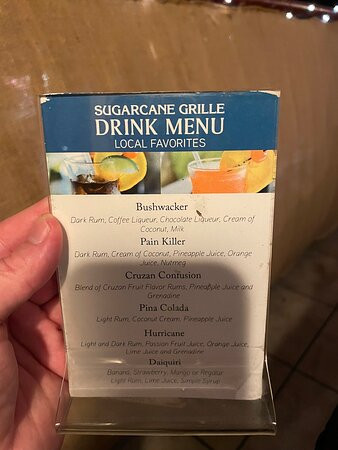 SUGARCANE GRILLE
DRINK MENU
LOCAL FAVORITES
Bushwacker
Dark Rum, Coffee Liqueur, Chocolate Liqueur, Cream of
Coconut, Milk
Pain Killer
Dark Rum, Cream of Coconut, Pineapple Juice, Orange
Juice, Nutmeg
Cruzan Confusion
Blend of Cruzan Fruit Flavor Rums, Pineapple Juice and
Grenadine
Pina Colada
Light Rum, Coconut Cream, Pineapple Juice
Hurricane
Light and Dark Rum, Passion Fruit Juice, Orange Juice,
Lime Juice and Grenadine
Daiquiri
Banana, Strawberry, Mango or Regular
Light Rum, Lime Juice, Simple Syrup